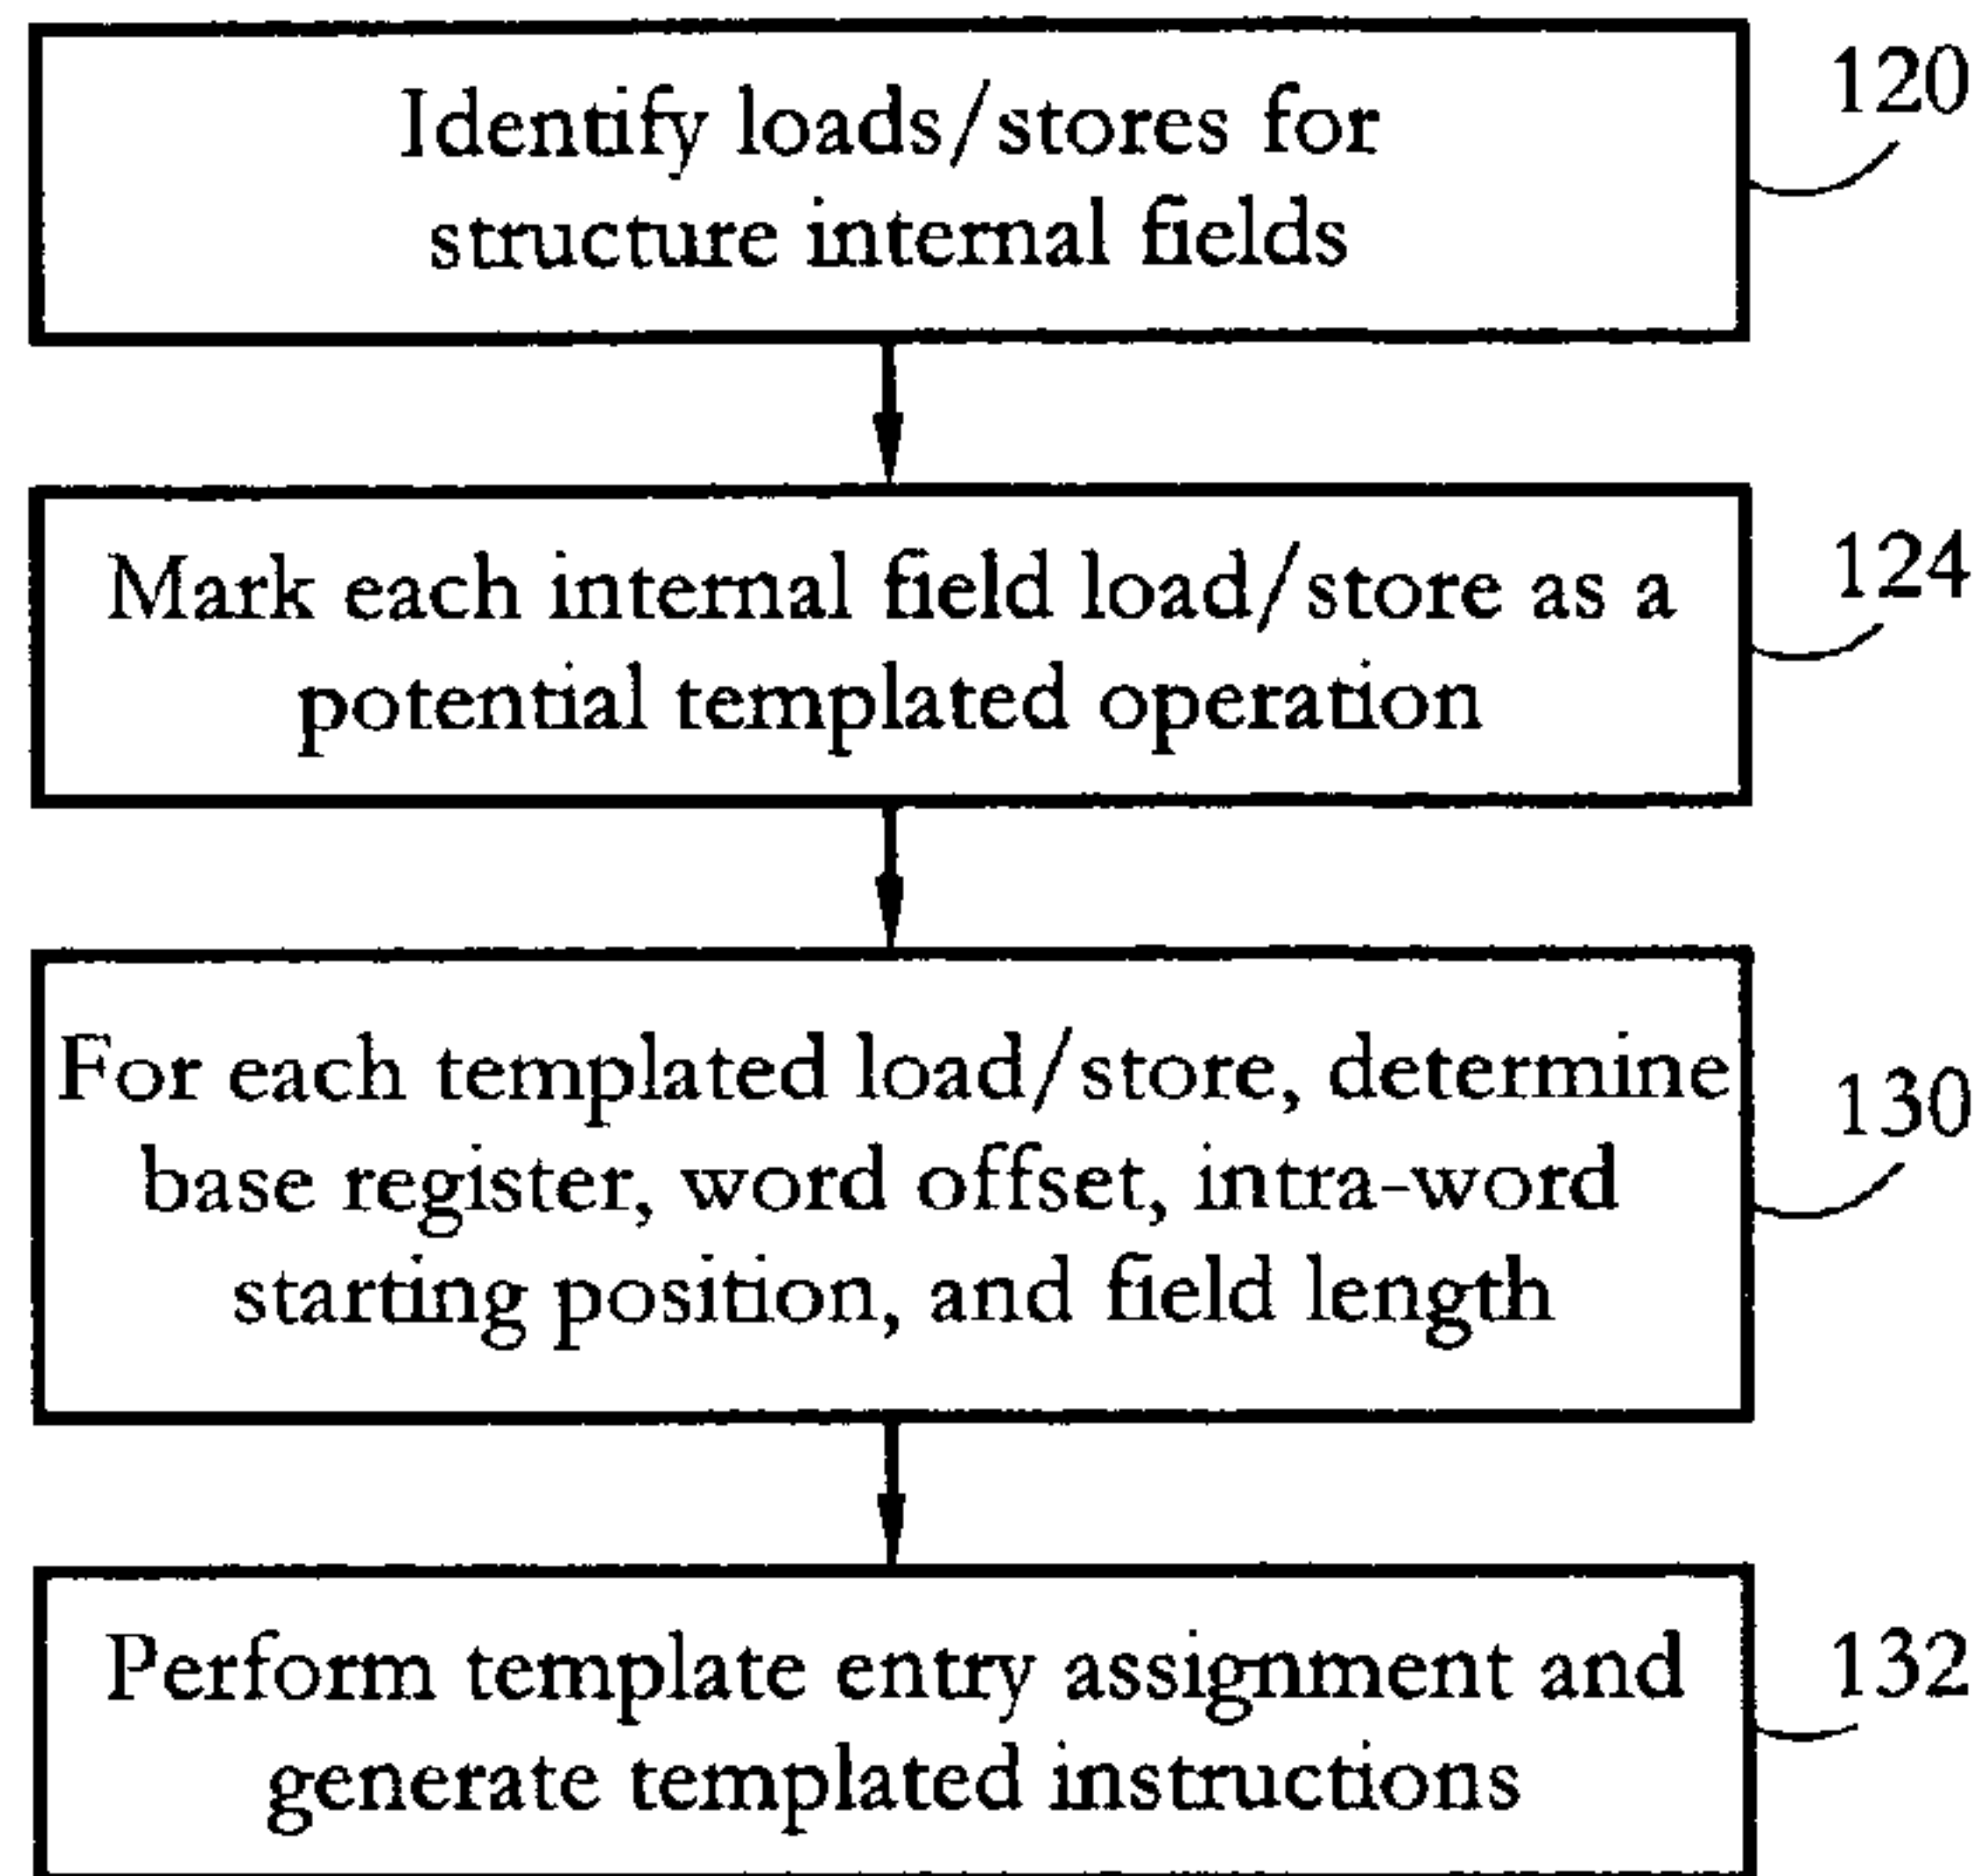 Identify loads/stores for
structure internal fields
120
Mark each internal field load/store as a
potential templated operation
124
For each templated load/store, determine
base register, word offset, intra-word
starting position, and field length
130
Perform template entry assignment and
generate templated instructions
132